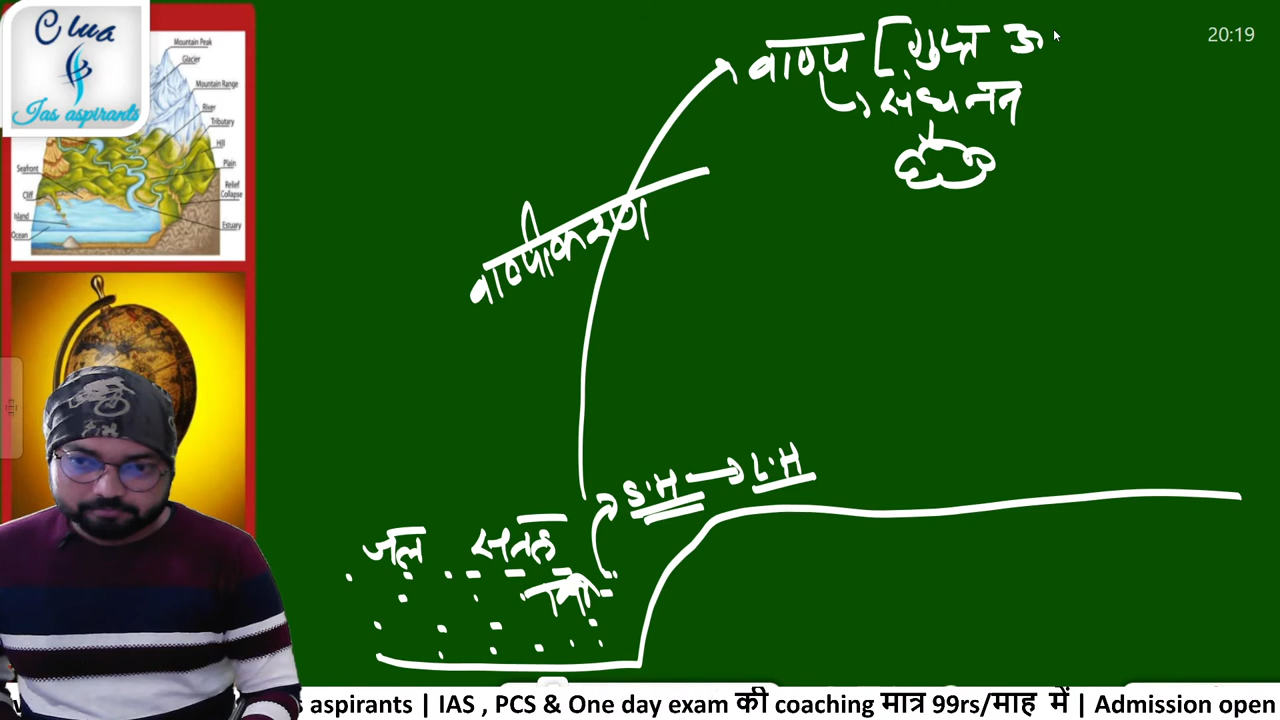 Clua
Ias aspirants
Mountain Peak
Glacier
Mountain Range
River
Tributary
Hill
Plain
Relief
Collapse
Estuary
Seafront
Cliff
Island
Ocean
20:19
वाष्प [गुप्त ऊ
संघनन
वाष्पीकरण
S.H → L.H
जल सतह
aspirants | IAS , PCS & One day exam की coaching मात्र 99rs/माह में | Admission open